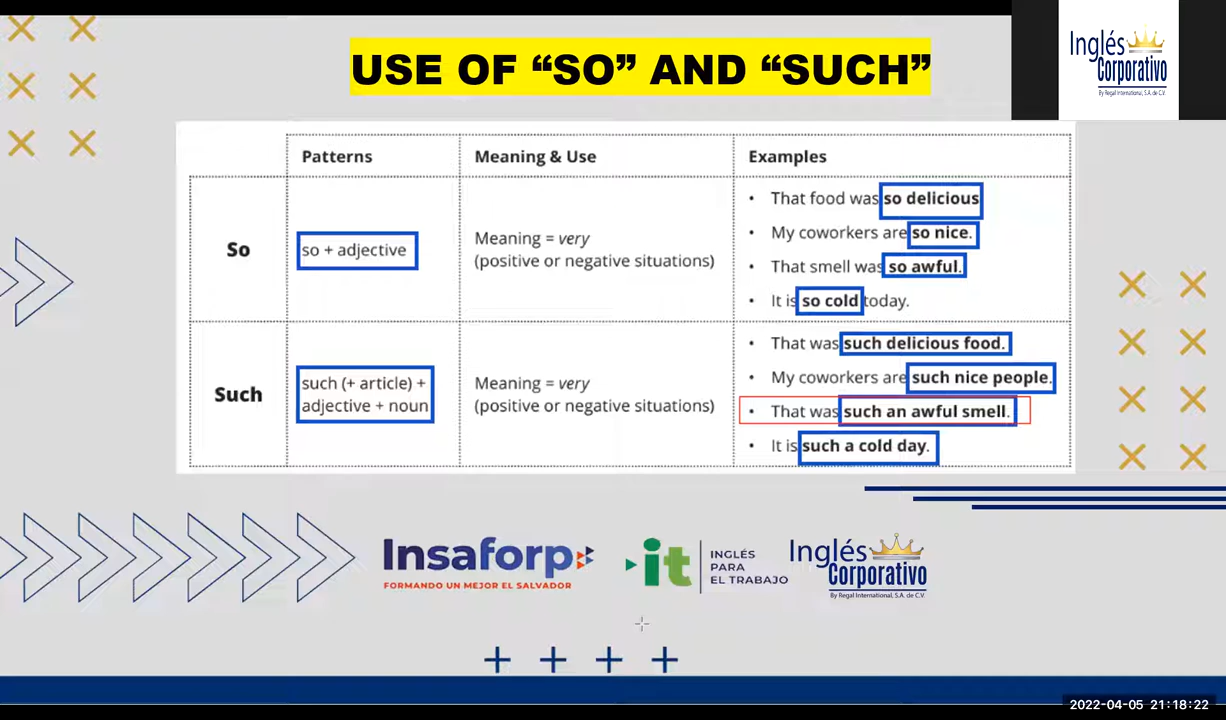 Inglés
Corporativo
By Regal International, S.A. de C.V.
USE OF “SO” AND “SUCH”
Patterns
Meaning & Use
Examples
So
so + adjective
Meaning = very
(positive or negative situations)
• That food was so delicious
• My coworkers are so nice.
• That smell was so awful.
• It is so cold today.
Such
such (+ article) +
adjective + noun
Meaning = very
(positive or negative situations)
• That was such delicious food.
• My coworkers are such nice people.
• That was such an awful smell.
• It is such a cold day.
Insaforp
FORMANDO UN MEJOR EL SALVADOR
it
INGLÉS
PARA
EL TRABAJO
Inglés
Corporativo
By Regal International, S.A. de C.V.
2022-04-05 21:18:22